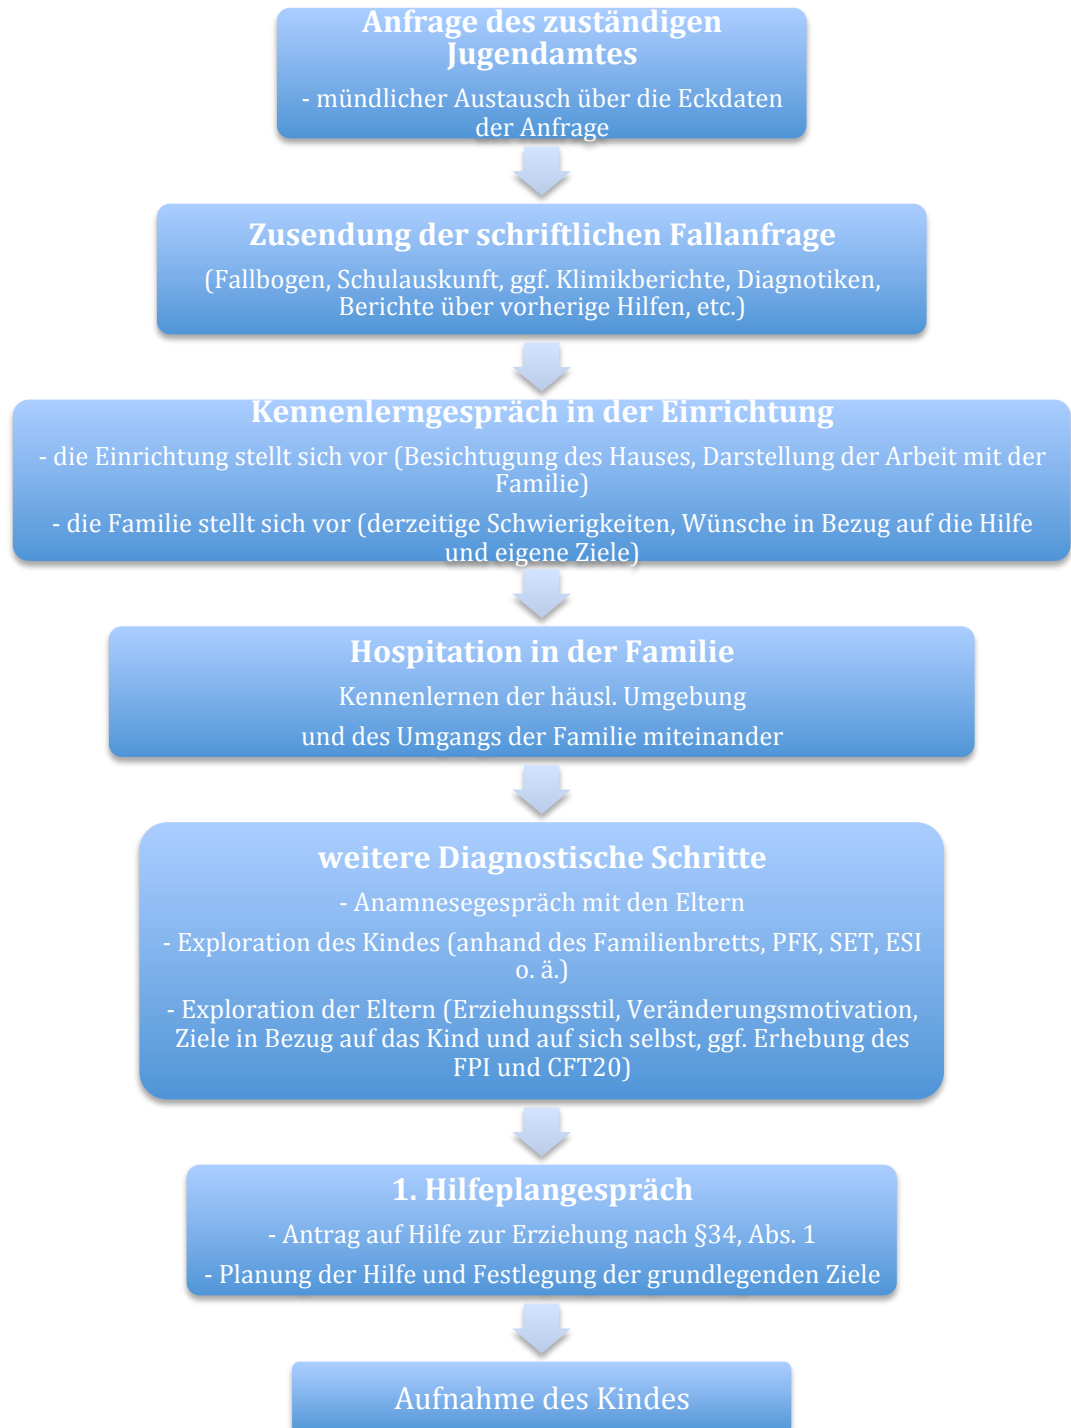 Anfrage des zuständigen
Jugendamtes
- mündlicher Austausch über die Eckdaten
der Anfrage
Zusendung der schriftlichen Fallanfrage
(Fallbogen, Schulauskunft, ggf. Klimikberichte, Diagnotiken,
Berichte über vorherige Hilfen, etc.)
Kennenlerngespräch in der Einrichtung
- die Einrichtung stellt sich vor (Besichtugung des Hauses, Darstellung der Arbeit mit der
Familie)
- die Familie stellt sich vor (derzeitige Schwierigkeiten, Wünsche in Bezug auf die Hilfe
und eigene Ziele)
Hospitation in der Familie
Kennenlernen der häusl. Umgebung
und des Umgangs der Familie miteinander
weitere Diagnostische Schritte
- Anamnesegespräch mit den Eltern
- Exploration des Kindes (anhand des Familienbretts, PFK, SET, ESI
o. ä.)
- Exploration der Eltern (Erziehungsstil, Veränderungsmotivation,
Ziele in Bezug auf das Kind und auf sich selbst, ggf. Erhebung des
FPI und CFT20)
1. Hilfeplangespräch
- Antrag auf Hilfe zur Erziehung nach §34, Abs. 1
- Planung der Hilfe und Festlegung der grundlegenden Ziele
Aufnahme des Kindes